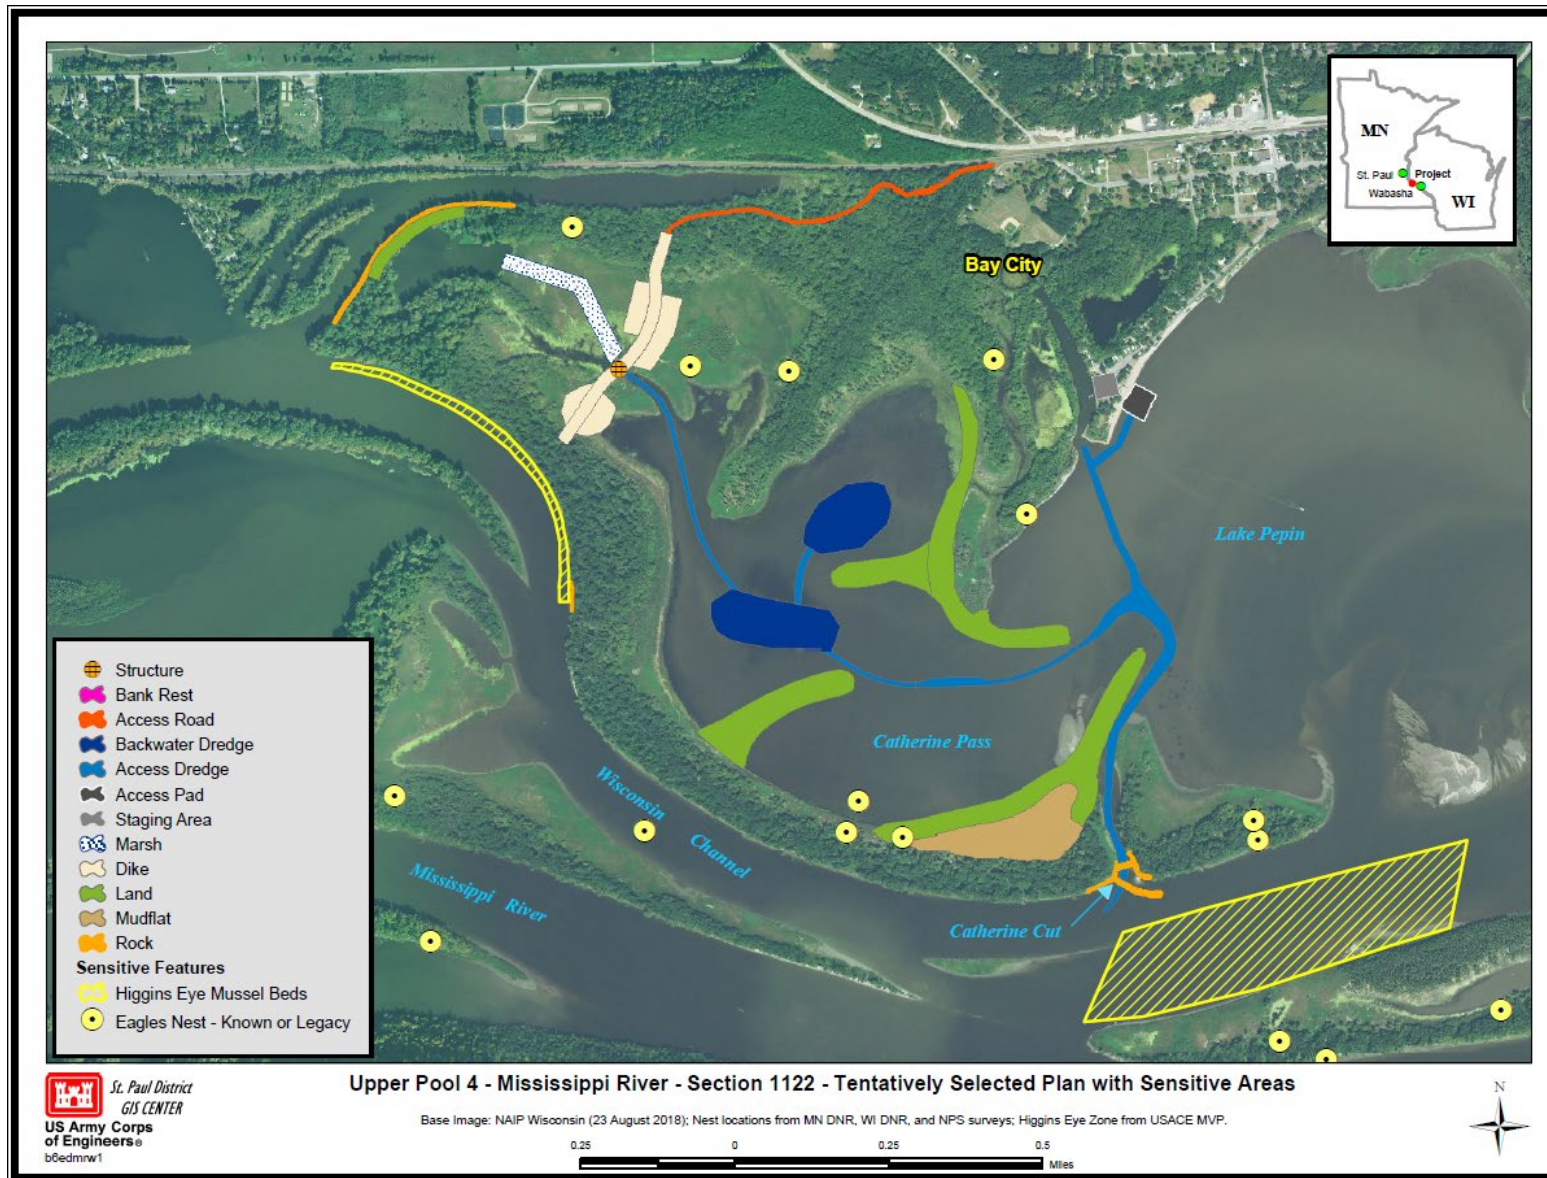 MN
St. Paul
Project
Wabasha
WI
Bay City
Lake Pepin
Catherine Pass
Wisconsin Channel
Mississippi River
Catherine Cut
Structure
Bank Rest
Access Road
Backwater Dredge
Access Dredge
Access Pad
Staging Area
Marsh
Dike
Land
Mudflat
Rock
Sensitive Features
Higgins Eye Mussel Beds
Eagles Nest - Known or Legacy
St. Paul District
GIS CENTER
US Army Corps
of Engineers®
b6edmrw1
Upper Pool 4 - Mississippi River - Section 1122 - Tentatively Selected Plan with Sensitive Areas
Base Image: NAIP Wisconsin (23 August 2018); Nest locations from MN DNR, WI DNR, and NPS surveys; Higgins Eye Zone from USACE MVP.
0.25 0 0.25 0.5
Miles
N